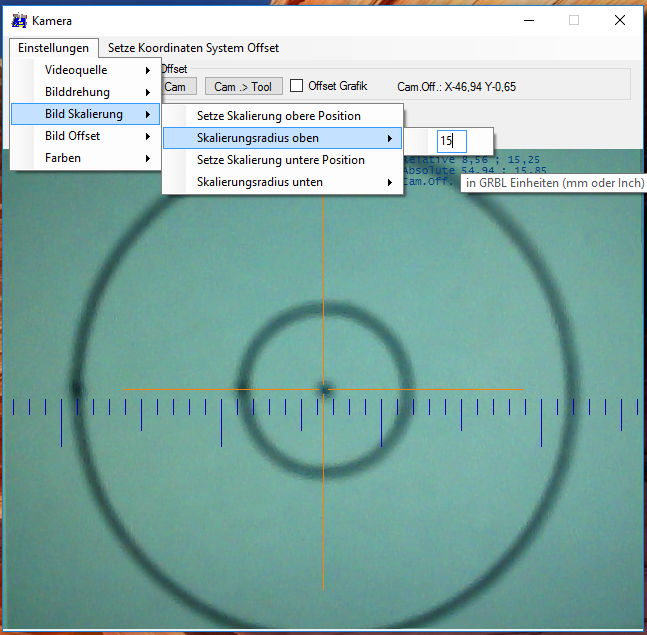 Kamera
Einstellungen Setze Koordinaten System Offset
Videoquelle
Bilddrehung
Bild Skalierung
Bild Offset
Farben
Offset
Cam
Cam .> Tool
Offset Grafik
Cam.Off.: X-46,94 Y-0,65
Setze Skalierung obere Position
Skalierungsradius oben
Setze Skalierung untere Position
Skalierungsradius unten
15
Relative 8,56 ; 15,25
Absolute 54,94 ; 15,85
Cam.Off.
in GRBL Einheiten (mm oder Inch)